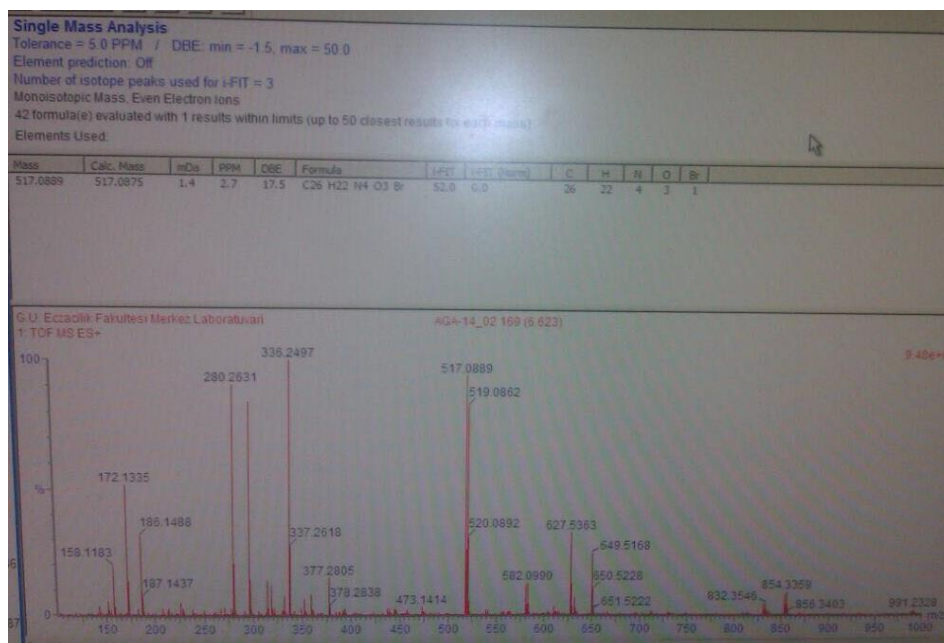 Single Mass Analysis
Tolerance = 5.0 PPM / DBE: min = -1.5, max = 50.0
Element prediction: Off
Number of isotope peaks used for i-FIT = 3
Monoisotopic Mass, Even Electron Ions
42 formula(e) evaluated with 1 results within limits (up to 50 closest results for each mass)
Elements Used:
Mass Calc. Mass mDa PPM DBE Formula i-FIT i-FIT (Norm) C H N O Br
517.0889 517.0875 1.4 2.7 17.5 C26 H22 N4 O3 Br 52.0 0.0 26 22 4 3 1
G.U. Eczacilik Fakultesi Merkez Laboratuvari
AGA-14_02 169 (6.623)
1: TOF MS ES+
100
336.2497
517.0889
280.2631
519.0862
172.1335
%
186.1488
520.0892
627.5363
337.2618
649.5168
158.1183
377.2805
582.0990
650.5228
187.1437
378.2838
473.1414
651.5222
832.3546
854.3359
856.3403
991.2328
0
150 200 250 300 350 400 450 500 550 600 650 700 750 800 850 900 950 1000